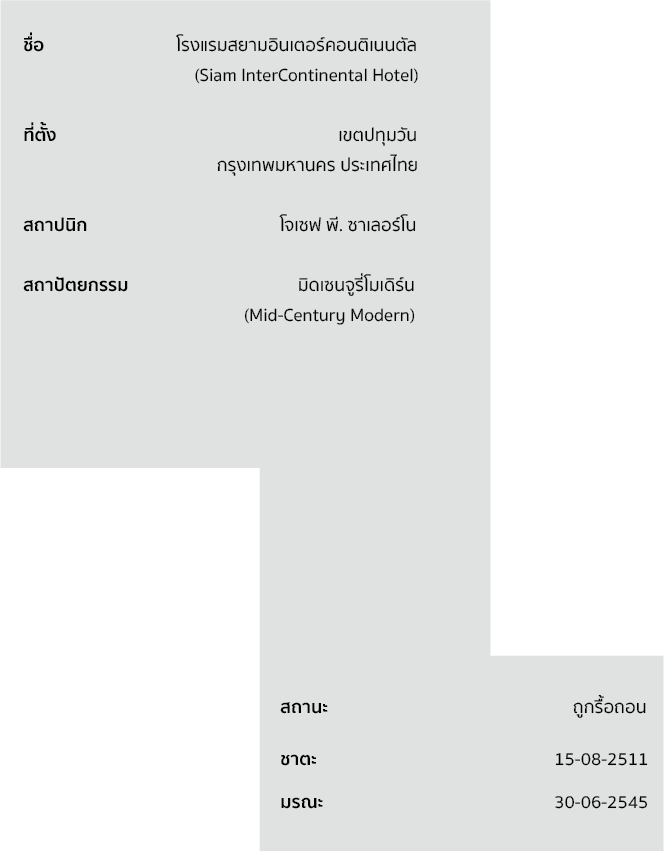 ชื่อ โรงแรมสยามอินเตอร์คอนติเนนตัล
(Siam InterContinental Hotel)
ที่ตั้ง เขตปทุมวัน
กรุงเทพมหานคร ประเทศไทย
สถาปนิก โจเซฟ พี. ซาเลอร์โน
สถาปัตยกรรม มิดเซนจูรี่โมเดิร์น
(Mid-Century Modern)
สถานะ ถูกรื้อถอน
ชาตะ 15-08-2511
มรณะ 30-06-2545